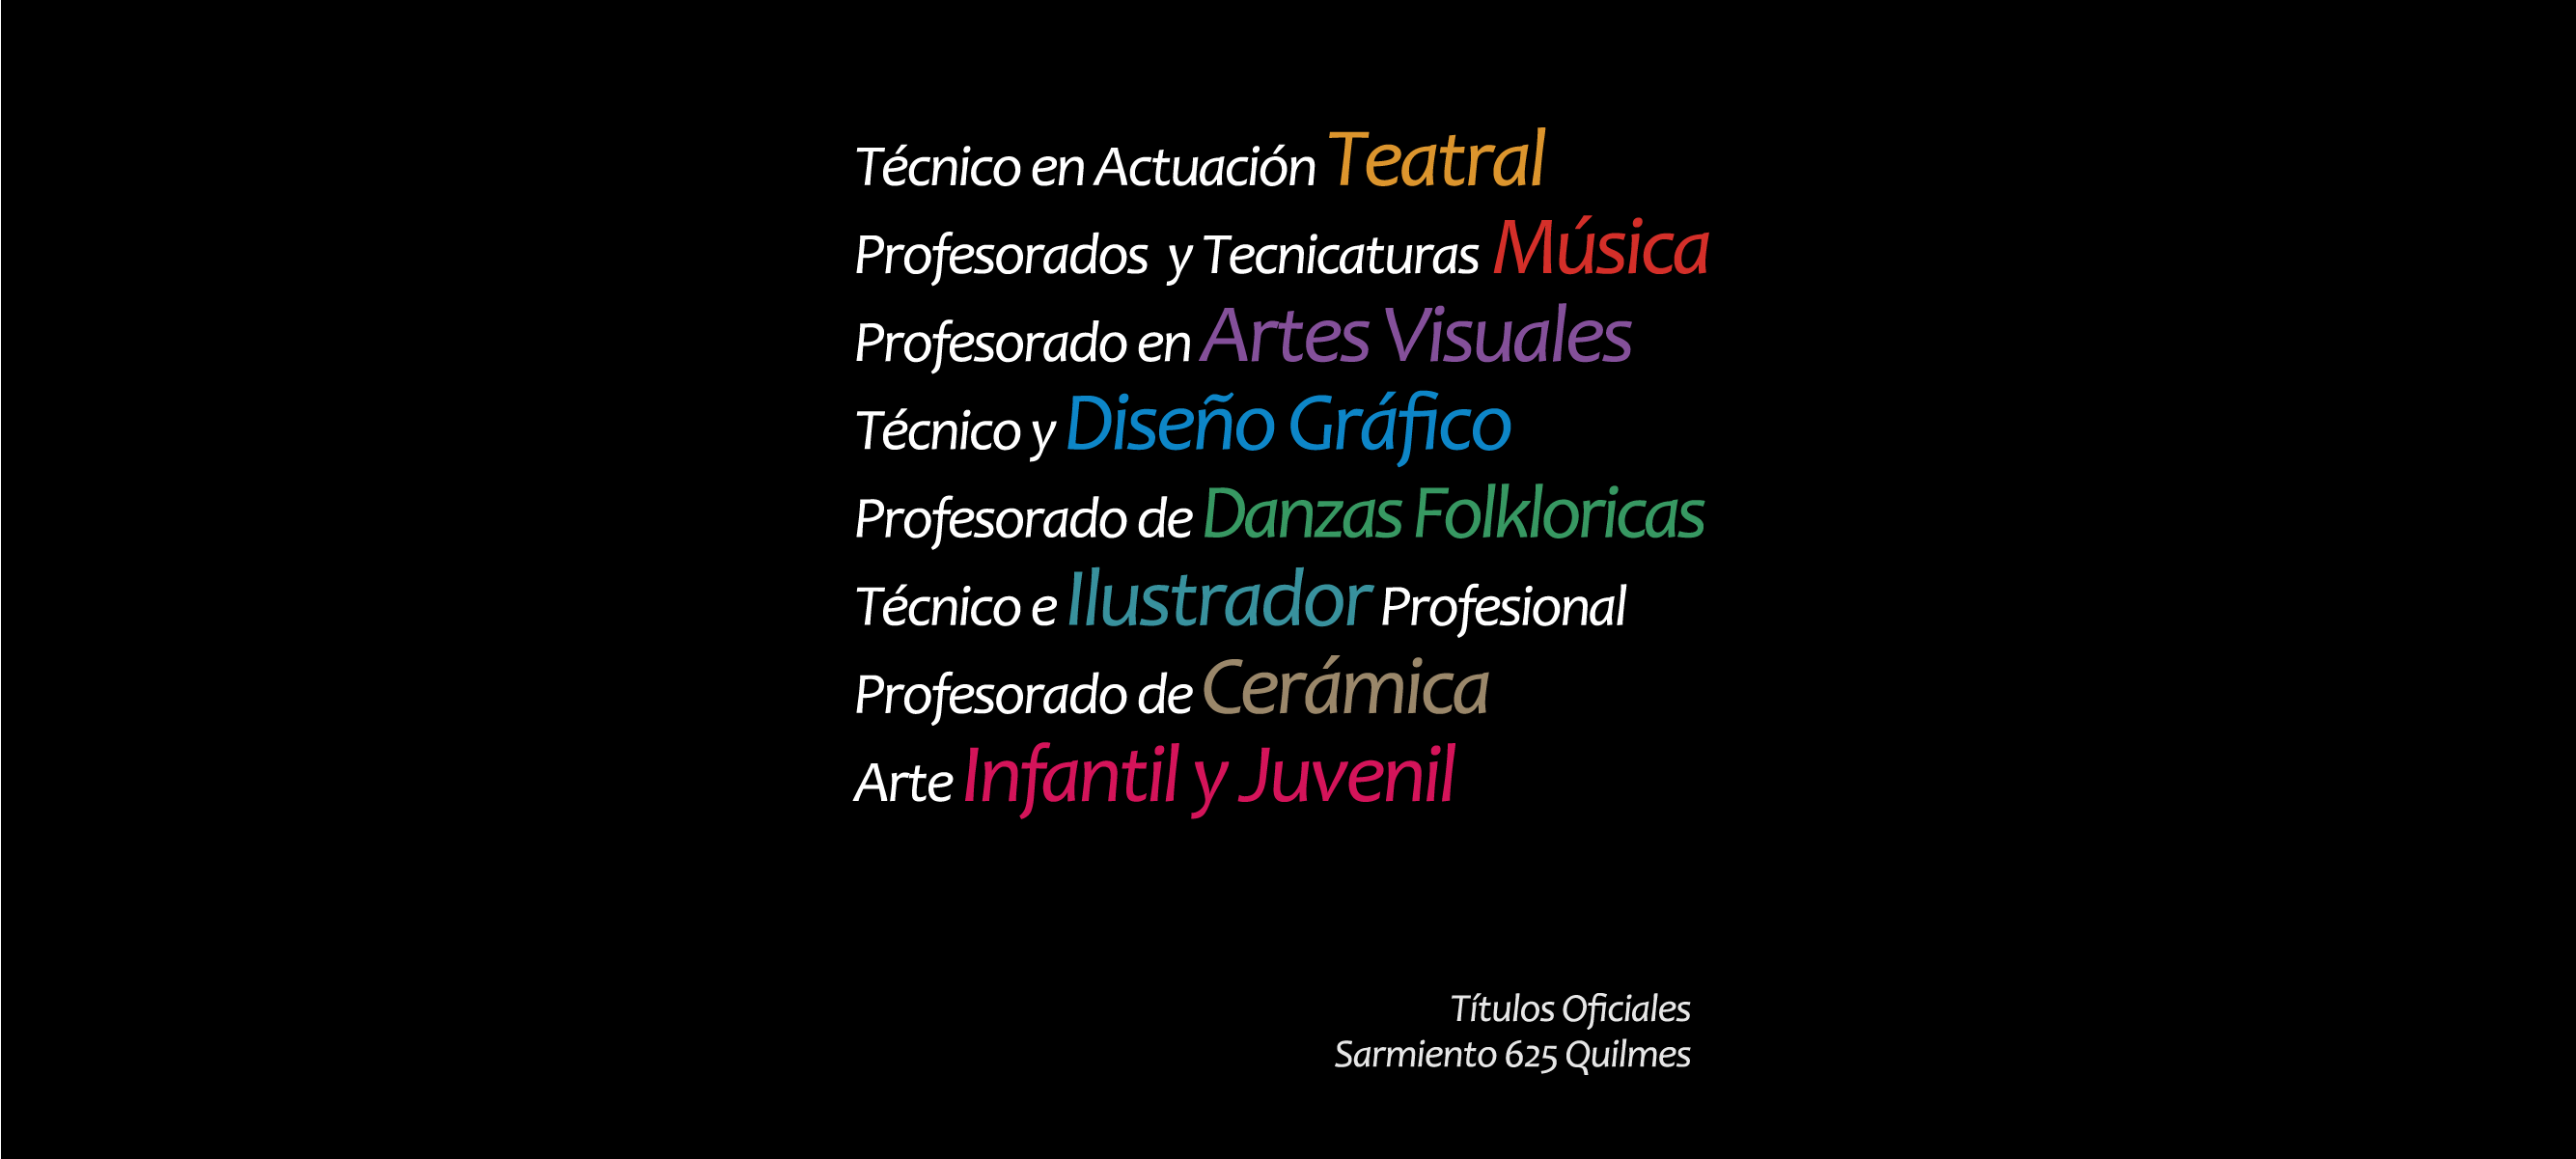 Técnico en Actuación Teatral
Profesorados y Tecnicaturas Música
Profesorado en Artes Visuales
Técnico y Diseño Gráfico
Profesorado de Danzas Folkloricas
Técnico e Ilustrador Profesional
Profesorado de Cerámica
Arte Infantil y Juvenil
Títulos Oficiales
Sarmiento 625 Quilmes